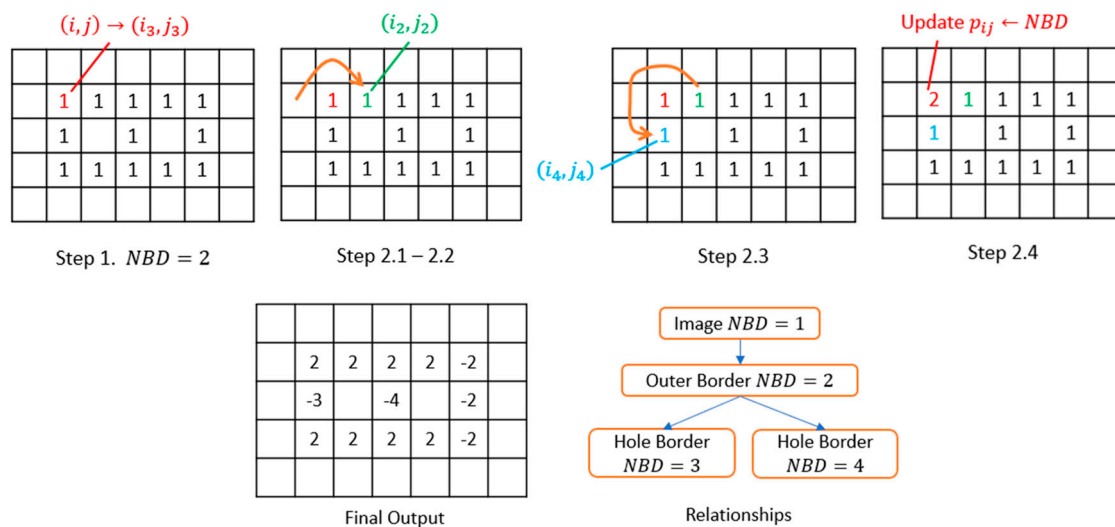 (i, j) → (i₃, j₃)
1 1 1 1 1
1 1 1
1 1 1 1 1
Step 1. NBD = 2
(i₂, j₂)
1 1 1 1 1
1 1 1
1 1 1 1 1
Step 2.1 – 2.2
1 1 1 1 1
1 1 1
(i₄, j₄)
1 1 1 1 1
Step 2.3
Update pᵢⱼ ← NBD
2 1 1 1 1
1 1 1
1 1 1 1 1
Step 2.4
2 2 2 2 -2
-3 -4 -2
2 2 2 2 -2
Final Output
Image NBD = 1
Outer Border NBD = 2
Hole Border
NBD = 3
Hole Border
NBD = 4
Relationships